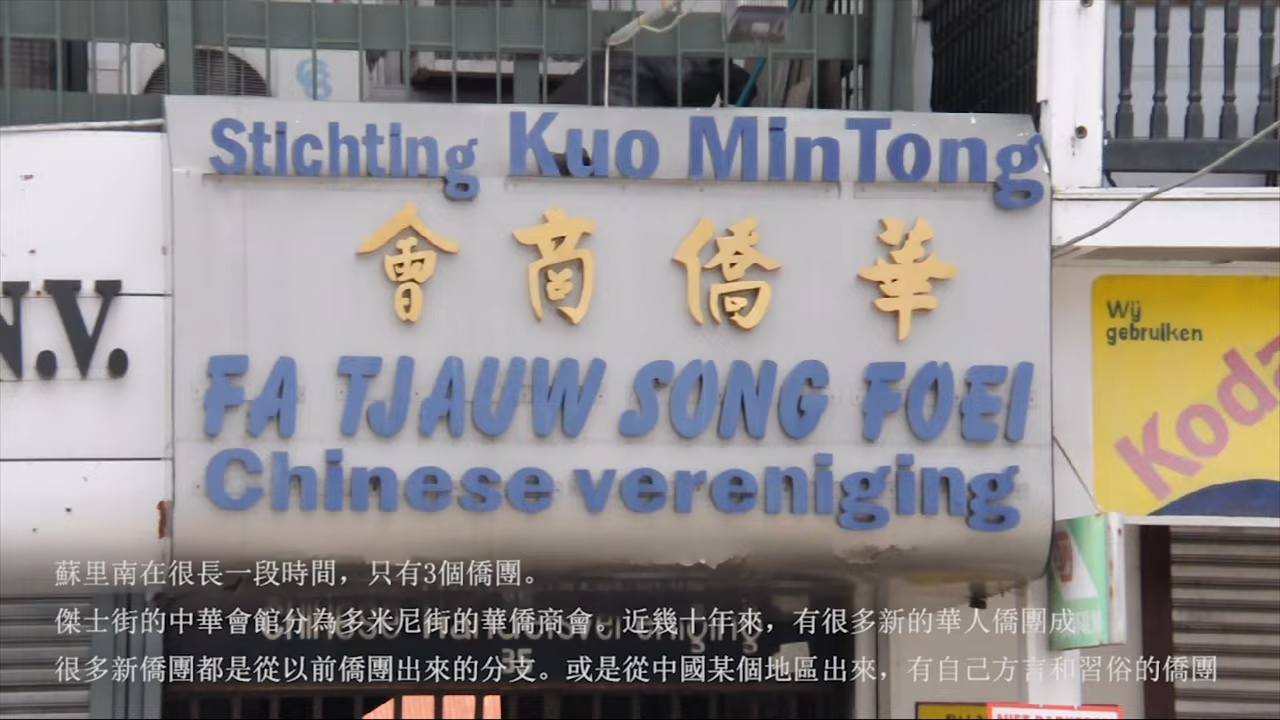 Stichting Kuo MinTong
會商僑華
FA TJAUW SONG FOEI
Chinese vereniging
N.V.
Wij
gebruiken
Koda
蘇里南在很長一段時間，只有3個僑團。
傑士街的中華會館分為多米尼街的華僑商會。近幾十年來，有很多新的華人僑團成
很多新僑團都是從以前僑團出來的分支。或是從中國某個地區出來，有自己方言和習俗的僑團
35